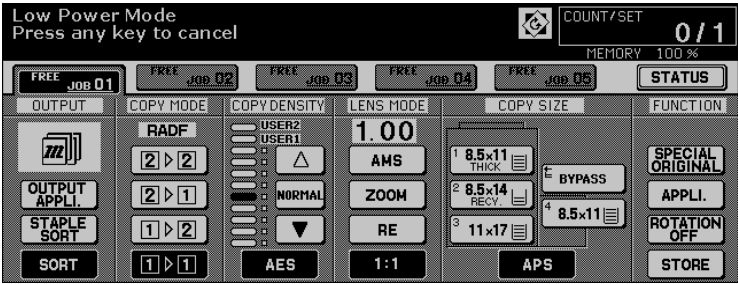 Low Power Mode
Press any key to cancel
COUNT/SET
0/1
MEMORY 100 %
FREE JOB 01
FREE JOB 02
FREE JOB 03
FREE JOB 04
FREE JOB 05
STATUS
OUTPUT
COPY MODE
COPY DENSITY
LENS MODE
COPY SIZE
FUNCTION
RADF
USER2
USER1
1.00
m
2▷2
AMS
1 8.5x11 THICK
BYPASS
SPECIAL ORIGINAL
OUTPUT APPLI.
2▷1
NORMAL
ZOOM
2 8.5x14 RECY.
4 8.5x11
APPLI.
STAPLE SORT
1▷2
RE
3 11x17
ROTATION OFF
SORT
1▷1
AES
1:1
APS
STORE